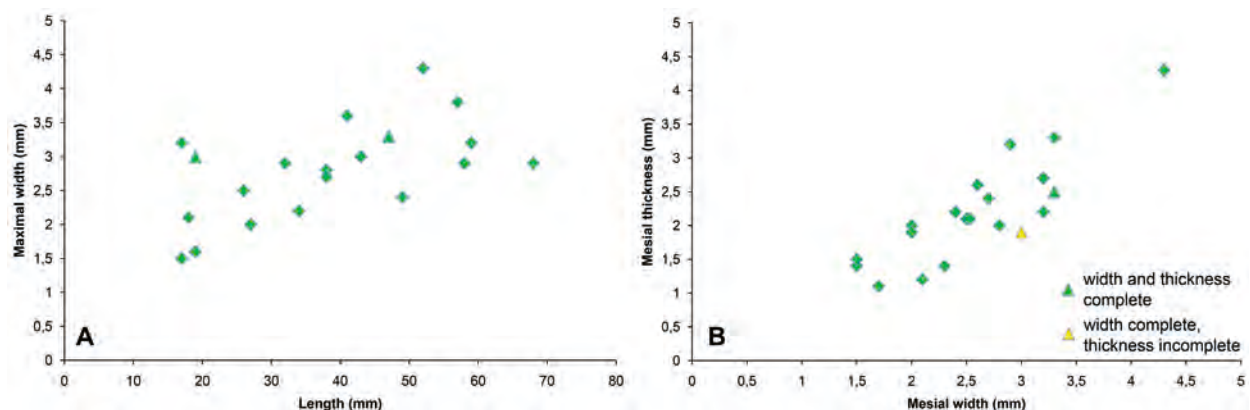 5
4,5
4
3,5
3
2,5
2
1,5
1
0,5
0
Maximal width (mm)
A
0 10 20 30 40 50 60 70 80
Length (mm)
5
4,5
4
3,5
3
2,5
2
1,5
1
0,5
0
Mesial thickness (mm)
width and thickness
complete
width complete,
thickness incomplete
B
0 0,5 1 1,5 2 2,5 3 3,5 4 4,5 5
Mesial width (mm)